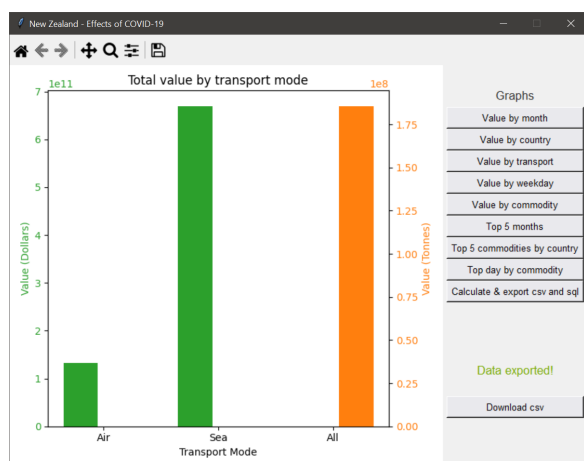 New Zealand - Effects of COVID-19
Total value by transport mode
1e11
1e8
7
6
5
4
3
2
1
0
Value (Dollars)
1.75
1.50
1.25
1.00
0.75
0.50
0.25
0.00
Value (Tonnes)
Air
Sea
All
Transport Mode
Graphs
Value by month
Value by country
Value by transport
Value by weekday
Value by commodity
Top 5 months
Top 5 commodities by country
Top day by commodity
Calculate & export csv and sql
Data exported!
Download csv